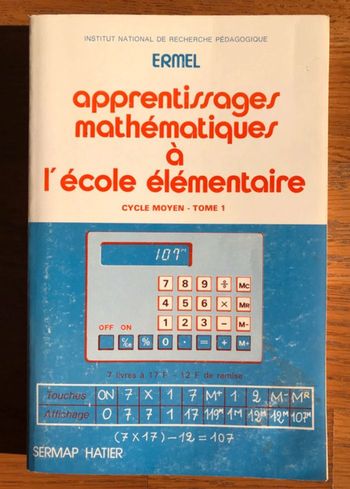 INSTITUT NATIONAL DE RECHERCHE PÉDAGOGIQUE
ERMEL
apprentissages
mathématiques
à
l'école élémentaire
CYCLE MOYEN - TOME 1
107 M
7 8 9 ÷ MC
4 5 6 × MR
OFF ON 1 2 3 − M-
C/CE % 0 · = + M+
7 livres à 17 F - 12 F de remise
Touches ON 7 X 1 7 M+ 1 2 M- MR
Affichage 0 7. 7 1 17 119M 1M 12M 12M 107M
(7 X 17) - 12 = 107
SERMAP HATIER